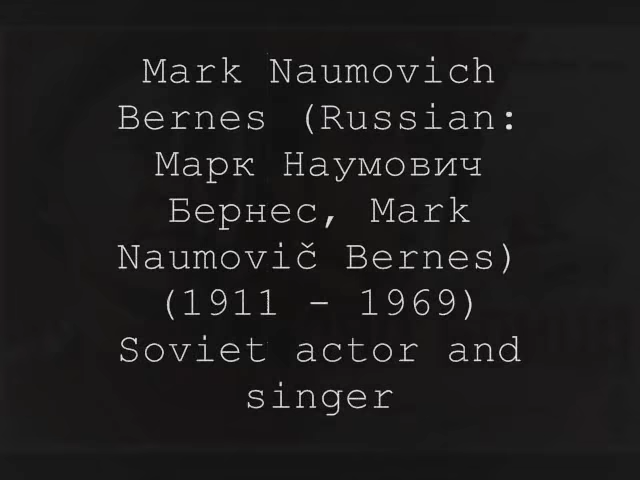 Mark Naumovich
Bernes (Russian:
Марк Наумович
Бернес, Mark
Naumovič Bernes)
(1911 – 1969)
Soviet actor and
singer